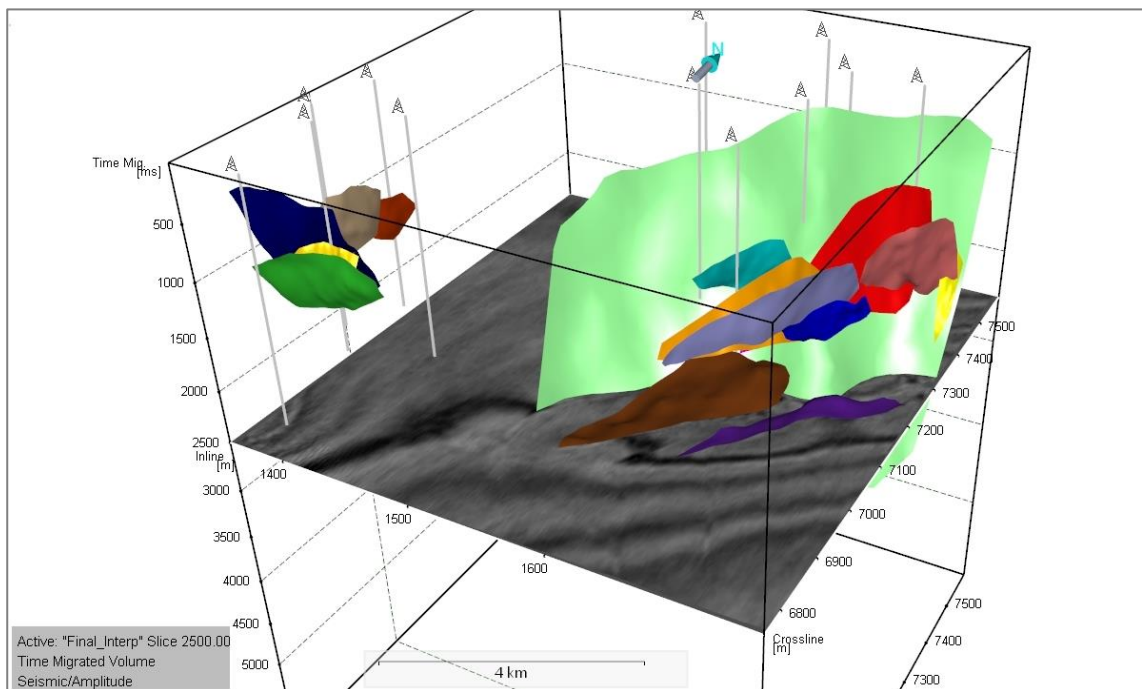 N
Time Mig.
[ms]
500
1000
1500
2000
2500
Inline
[m]
3000
3500
4000
4500
5000
1400
1500
1600
7500
7400
7300
7200
7100
7000
6900
6800
Crossline
[m]
7500
7400
7300
Active: "Final_Interp" Slice 2500.00
Time Migrated Volume
Seismic/Amplitude
4 km